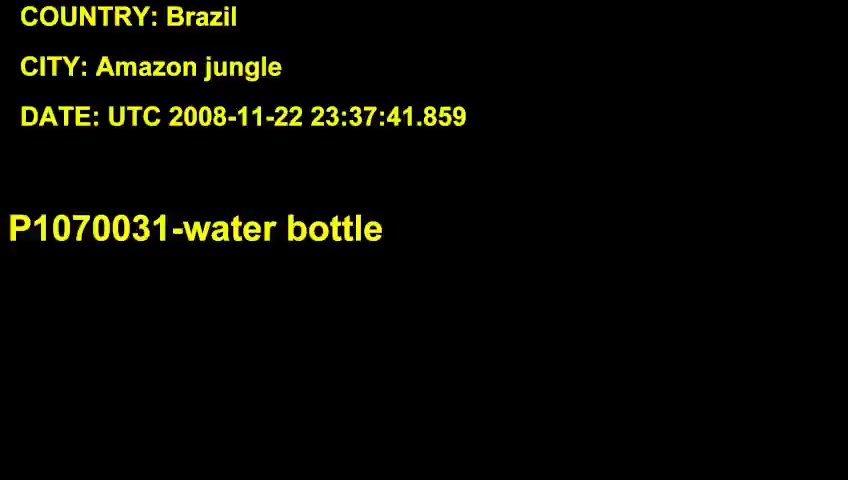 COUNTRY: Brazil
CITY: Amazon jungle
DATE: UTC 2008-11-22 23:37:41.859
P1070031-water bottle